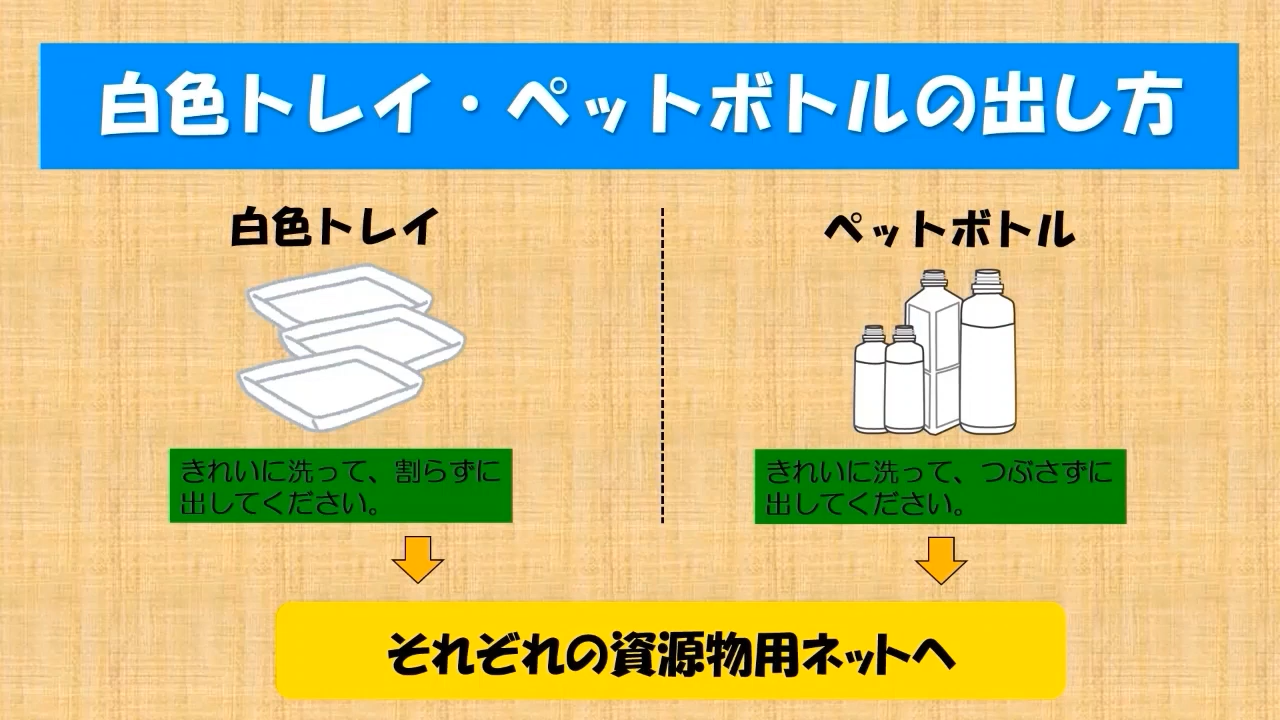 白色トレイ・ペットボトルの出し方
白色トレイ
きれいに洗って、割らずに
出してください。
ペットボトル
きれいに洗って、つぶさずに
出してください。
それぞれの資源物用ネットへ